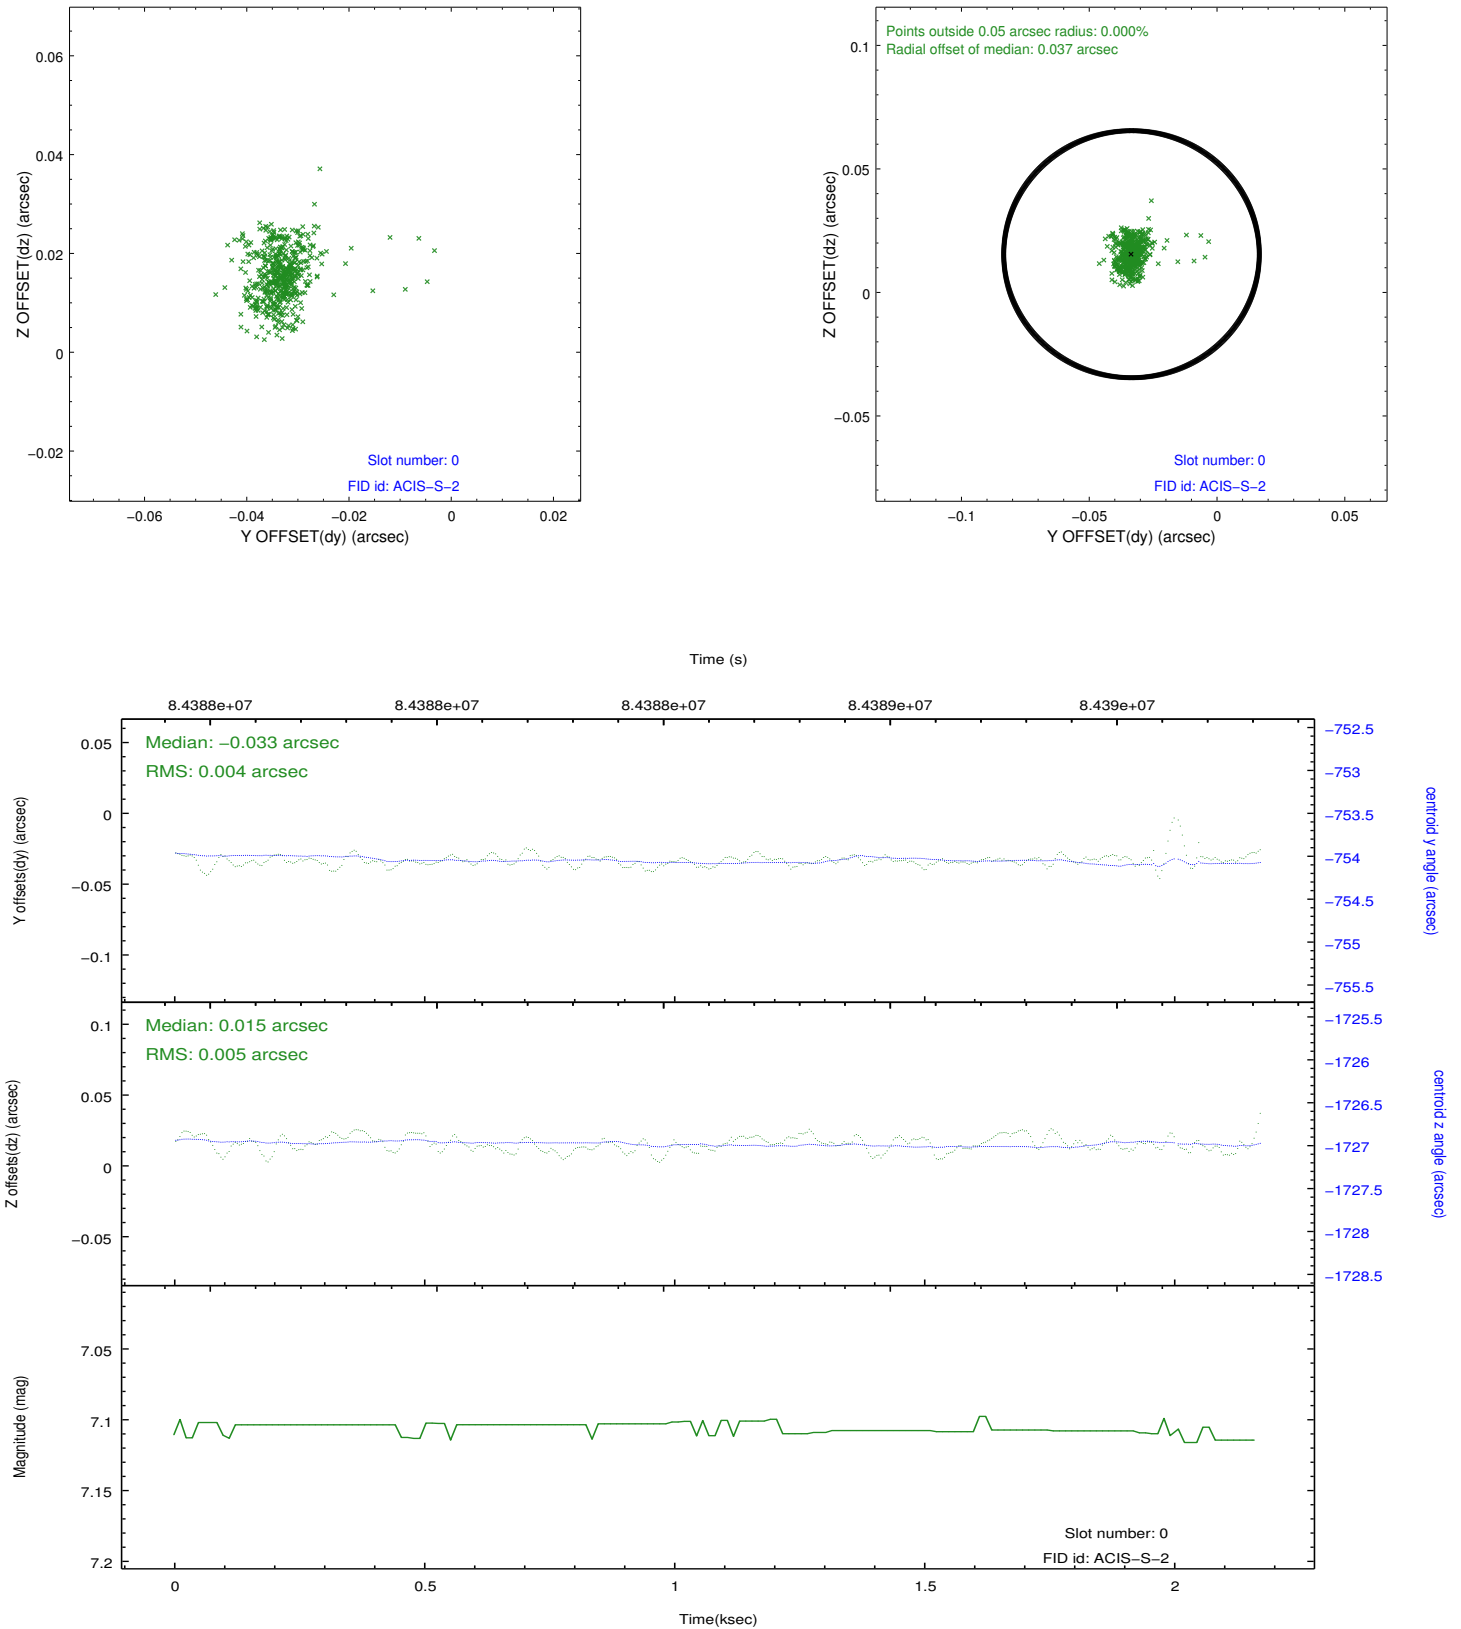 0.06
0.04
0.02
0
−0.02
Z OFFSET(dz) (arcsec)
Slot number: 0
FID id: ACIS−S−2
−0.06 −0.04 −0.02 0 0.02
Y OFFSET(dy) (arcsec)
Points outside 0.05 arcsec radius: 0.000%
Radial offset of median: 0.037 arcsec
0.1
0.05
0
−0.05
Z OFFSET(dz) (arcsec)
Slot number: 0
FID id: ACIS−S−2
−0.1 −0.05 0 0.05
Y OFFSET(dy) (arcsec)
Time (s)
8.4388e+07 8.4388e+07 8.4388e+07 8.4389e+07 8.439e+07
Median: −0.033 arcsec
RMS: 0.004 arcsec
0.05
0
−0.05
−0.1
Y offsets(dy) (arcsec)
−752.5
−753
−753.5
−754
−754.5
−755
−755.5
centroid y angle (arcsec)
Median: 0.015 arcsec
RMS: 0.005 arcsec
0.1
0.05
0
−0.05
Z offsets(dz) (arcsec)
−1725.5
−1726
−1726.5
−1727
−1727.5
−1728
−1728.5
centroid z angle (arcsec)
7.05
7.1
7.15
7.2
Magnitude (mag)
Slot number: 0
FID id: ACIS−S−2
0 0.5 1 1.5 2
Time(ksec)